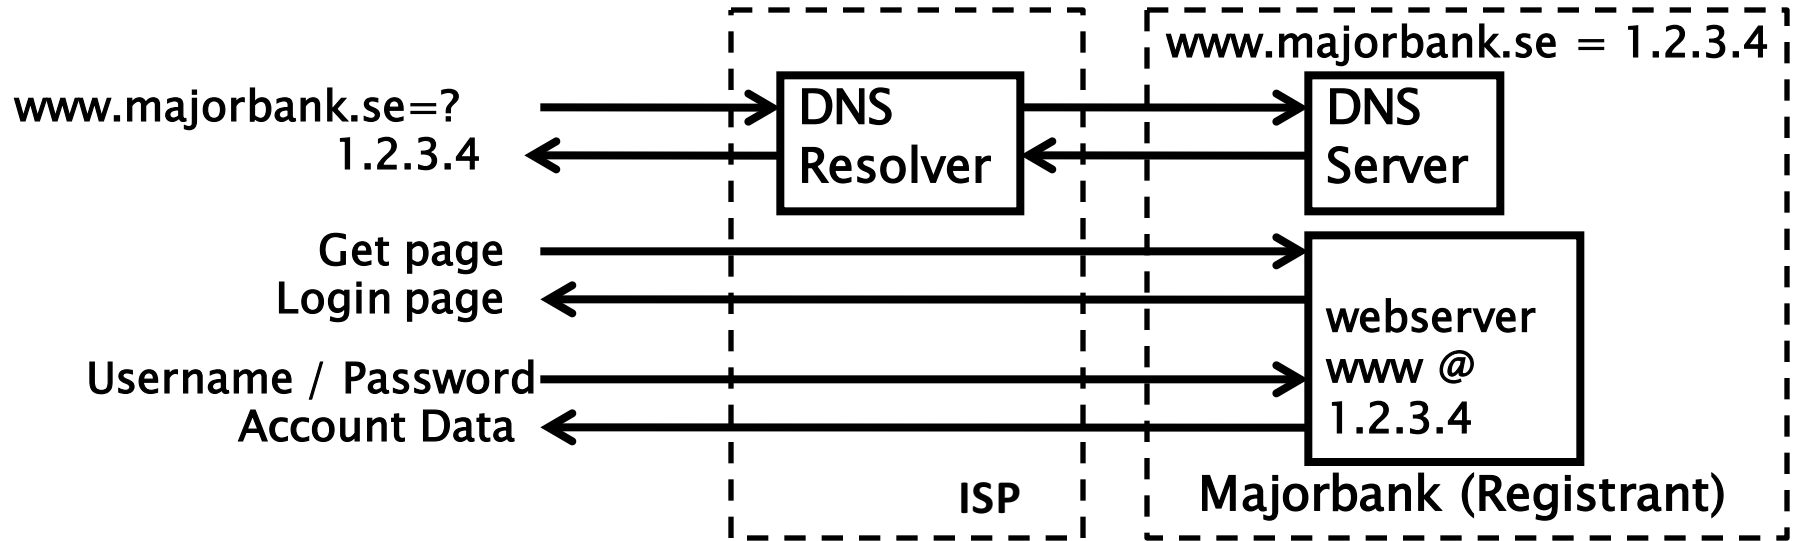 www.majorbank.se = 1.2.3.4
www.majorbank.se=?
1.2.3.4
DNS
Resolver
DNS
Server
Get page
Login page
Username / Password
Account Data
webserver
www @
1.2.3.4
ISP
Majorbank (Registrant)